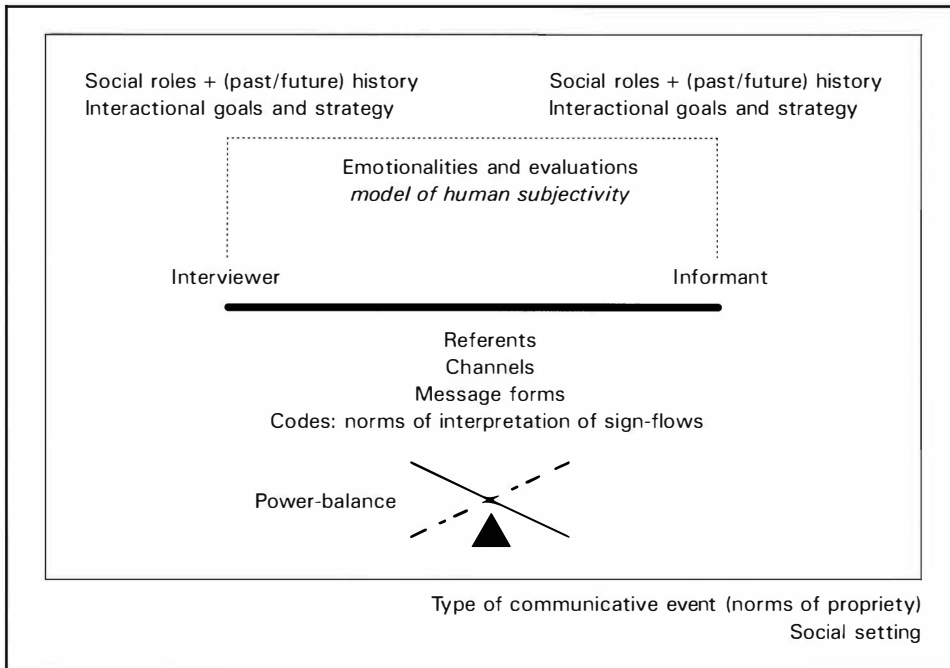 Social roles + (past/future) history
Interactional goals and strategy
Social roles + (past/future) history
Interactional goals and strategy
Emotionalities and evaluations
model of human subjectivity
Interviewer
Informant
Referents
Channels
Message forms
Codes: norms of interpretation of sign-flows
Power-balance
Type of communicative event (norms of propriety)
Social setting